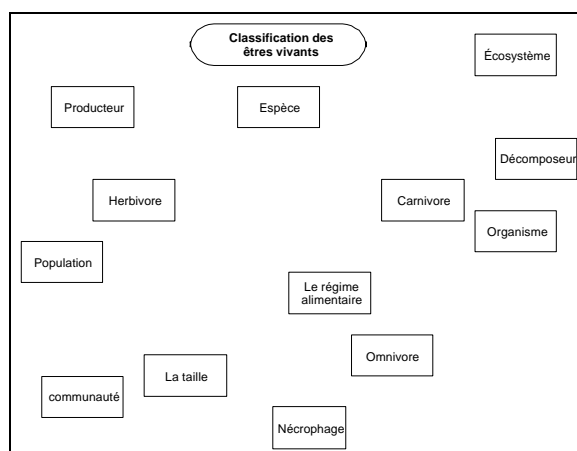 Classification des
êtres vivants
Écosystème
Producteur
Espèce
Décomposeur
Herbivore
Carnivore
Organisme
Population
Le régime
alimentaire
Omnivore
La taille
communauté
Nécrophage